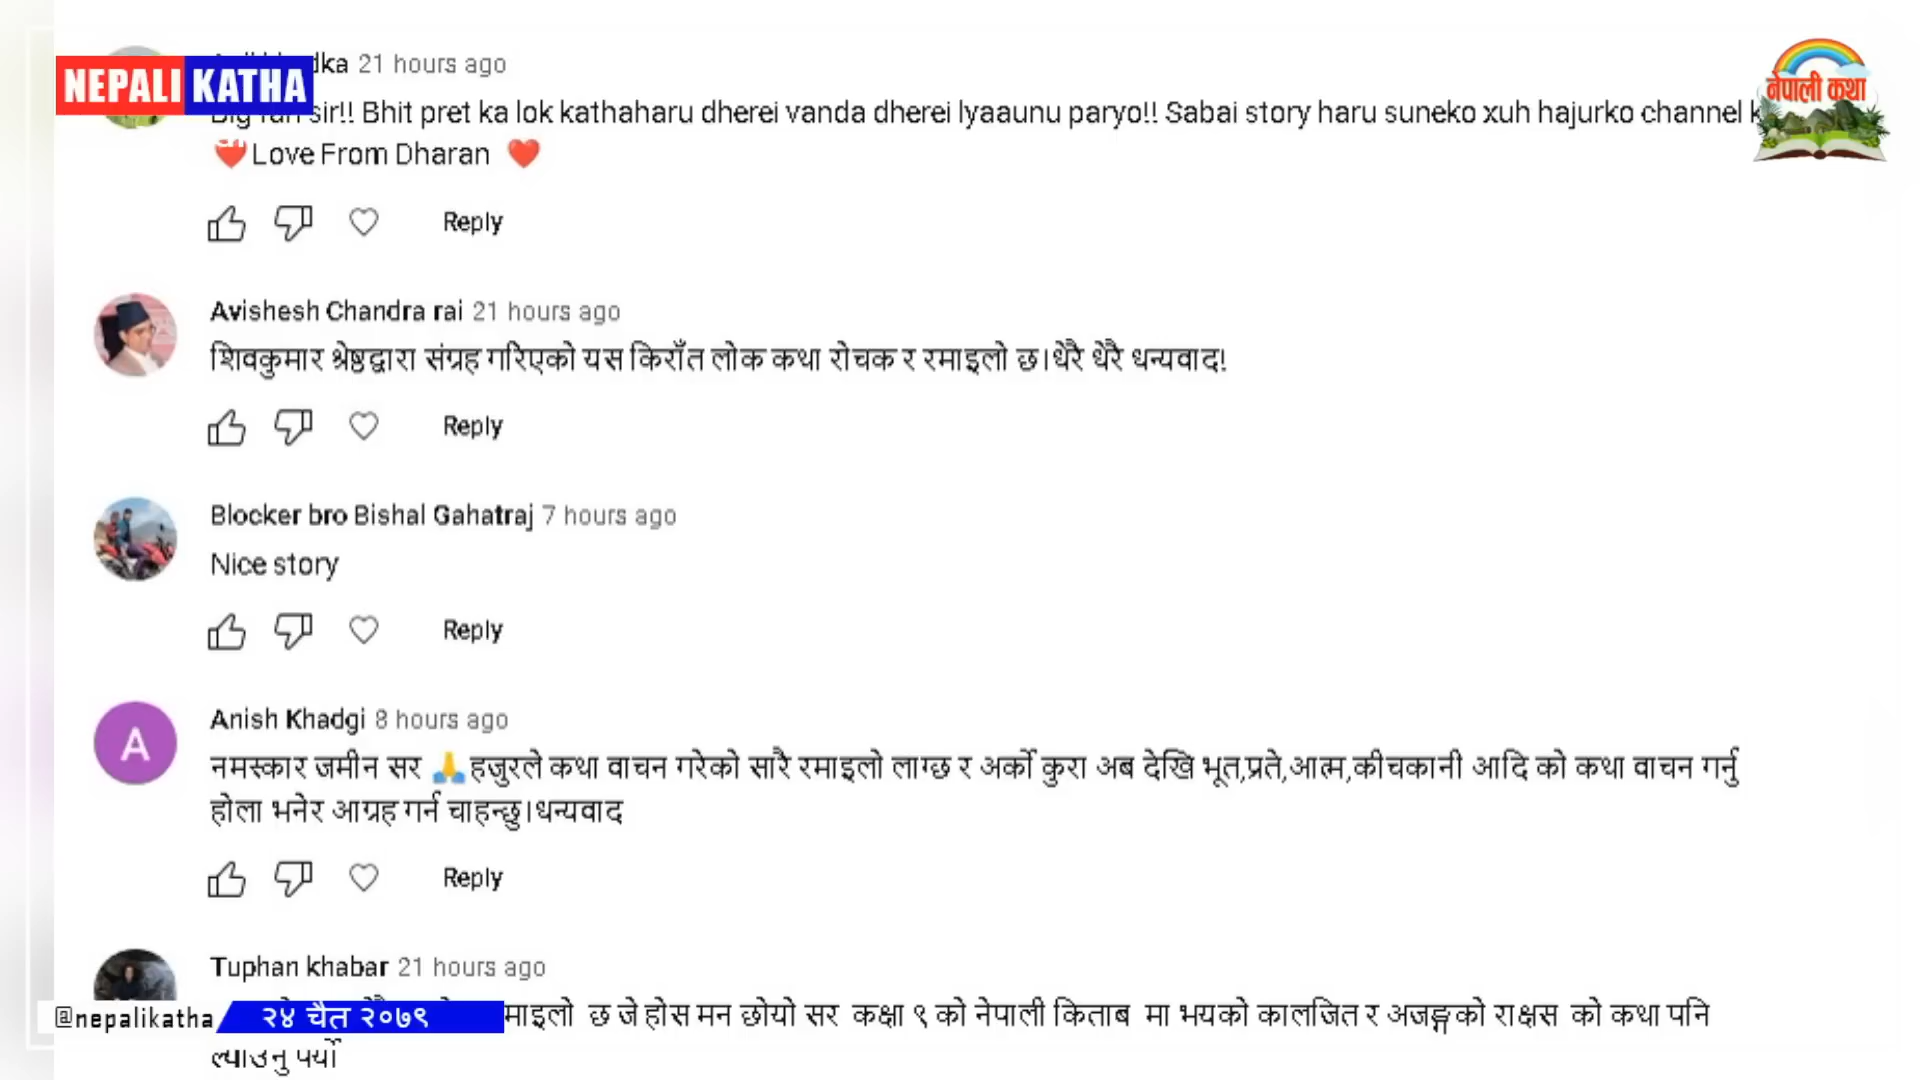 NEPALI KATHA
नेपाली कथा
dka 21 hours ago
Big fan sir!! Bhit pret ka lok kathaharu dherei vanda dherei lyaaunu paryo!! Sabai story haru suneko xuh hajurko channel
❤️Love From Dharan ❤️
Reply
Avishesh Chandra rai 21 hours ago
शिवकुमार श्रेष्ठद्वारा संग्रह गरिएको यस किराँत लोक कथा रोचक र रमाइलो छ।धेरै धेरै धन्यवाद!
Reply
Blocker bro Bishal Gahatraj 7 hours ago
Nice story
Reply
A
Anish Khadgi 8 hours ago
नमस्कार जमीन सर 🙏हजुरले कथा वाचन गरेको सारै रमाइलो लाग्छ र अर्को कुरा अब देखि भूत,प्रते,आत्म,कीचकानी आदि को कथा वाचन गर्नु
होला भनेर आग्रह गर्न चाहन्छु।धन्यवाद
Reply
Tuphan khabar 21 hours ago
माइलो छ जे होस मन छोयो सर कक्षा ९ को नेपाली किताब मा भयको कालजित र अजङ्गको राक्षस को कथा पनि
ल्याउनु पर्यो
@nepalikatha २४ चैत २०७९